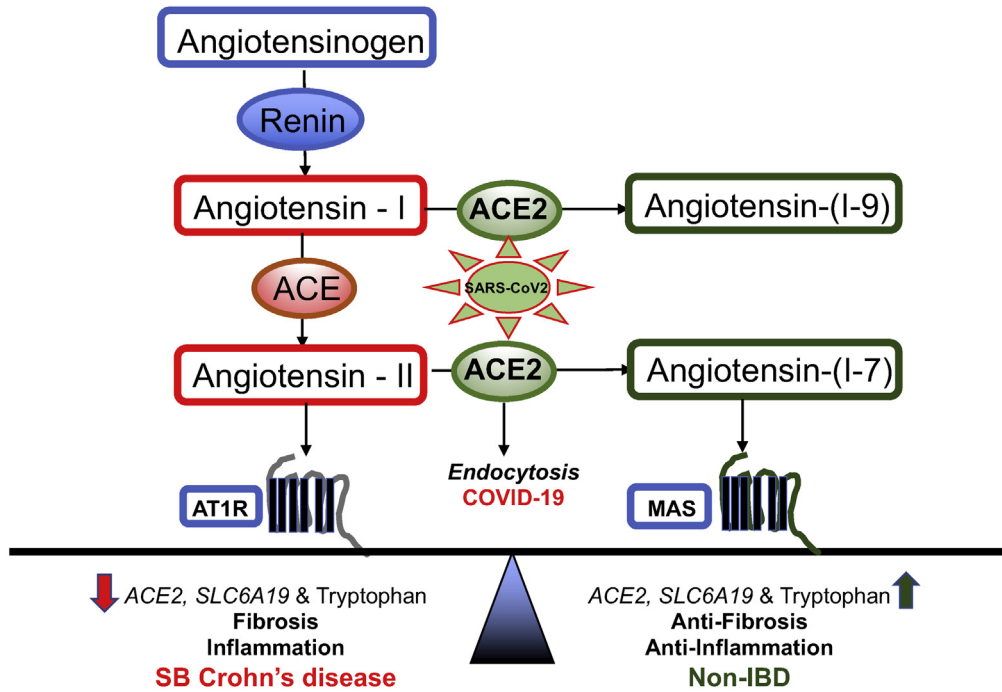 Angiotensinogen
Renin
Angiotensin - I
ACE2
Angiotensin-(I-9)
ACE
SARS-CoV2
Angiotensin - II
ACE2
Angiotensin-(I-7)
Endocytosis
COVID-19
AT1R
MAS
ACE2, SLC6A19 & Tryptophan
Fibrosis
Inflammation
SB Crohn's disease
ACE2, SLC6A19 & Tryptophan
Anti-Fibrosis
Anti-Inflammation
Non-IBD